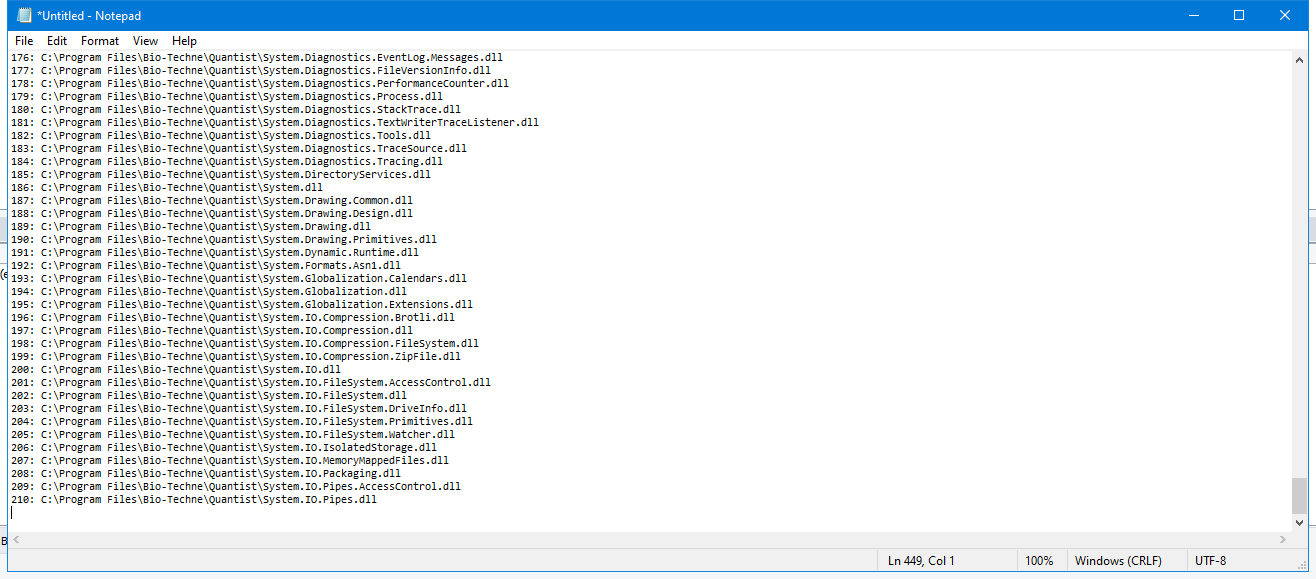 *Untitled - Notepad
File Edit Format View Help
176: C:\Program Files\Bio-Techne\Quantist\System.Diagnostics.EventLog.Messages.dll
177: C:\Program Files\Bio-Techne\Quantist\System.Diagnostics.FileVersionInfo.dll
178: C:\Program Files\Bio-Techne\Quantist\System.Diagnostics.PerformanceCounter.dll
179: C:\Program Files\Bio-Techne\Quantist\System.Diagnostics.Process.dll
180: C:\Program Files\Bio-Techne\Quantist\System.Diagnostics.StackTrace.dll
181: C:\Program Files\Bio-Techne\Quantist\System.Diagnostics.TextWriterTraceListener.dll
182: C:\Program Files\Bio-Techne\Quantist\System.Diagnostics.Tools.dll
183: C:\Program Files\Bio-Techne\Quantist\System.Diagnostics.TraceSource.dll
184: C:\Program Files\Bio-Techne\Quantist\System.Diagnostics.Tracing.dll
185: C:\Program Files\Bio-Techne\Quantist\System.DirectoryServices.dll
186: C:\Program Files\Bio-Techne\Quantist\System.dll
187: C:\Program Files\Bio-Techne\Quantist\System.Drawing.Common.dll
188: C:\Program Files\Bio-Techne\Quantist\System.Drawing.Design.dll
189: C:\Program Files\Bio-Techne\Quantist\System.Drawing.dll
190: C:\Program Files\Bio-Techne\Quantist\System.Drawing.Primitives.dll
191: C:\Program Files\Bio-Techne\Quantist\System.Dynamic.Runtime.dll
192: C:\Program Files\Bio-Techne\Quantist\System.Formats.Asn1.dll
193: C:\Program Files\Bio-Techne\Quantist\System.Globalization.Calendars.dll
194: C:\Program Files\Bio-Techne\Quantist\System.Globalization.dll
195: C:\Program Files\Bio-Techne\Quantist\System.Globalization.Extensions.dll
196: C:\Program Files\Bio-Techne\Quantist\System.IO.Compression.Brotli.dll
197: C:\Program Files\Bio-Techne\Quantist\System.IO.Compression.dll
198: C:\Program Files\Bio-Techne\Quantist\System.IO.Compression.FileSystem.dll
199: C:\Program Files\Bio-Techne\Quantist\System.IO.Compression.ZipFile.dll
200: C:\Program Files\Bio-Techne\Quantist\System.IO.dll
201: C:\Program Files\Bio-Techne\Quantist\System.IO.FileSystem.AccessControl.dll
202: C:\Program Files\Bio-Techne\Quantist\System.IO.FileSystem.dll
203: C:\Program Files\Bio-Techne\Quantist\System.IO.FileSystem.DriveInfo.dll
204: C:\Program Files\Bio-Techne\Quantist\System.IO.FileSystem.Primitives.dll
205: C:\Program Files\Bio-Techne\Quantist\System.IO.FileSystem.Watcher.dll
206: C:\Program Files\Bio-Techne\Quantist\System.IO.IsolatedStorage.dll
207: C:\Program Files\Bio-Techne\Quantist\System.IO.MemoryMappedFiles.dll
208: C:\Program Files\Bio-Techne\Quantist\System.IO.Packaging.dll
209: C:\Program Files\Bio-Techne\Quantist\System.IO.Pipes.AccessControl.dll
210: C:\Program Files\Bio-Techne\Quantist\System.IO.Pipes.dll
Ln 449, Col 1 100% Windows (CRLF) UTF-8